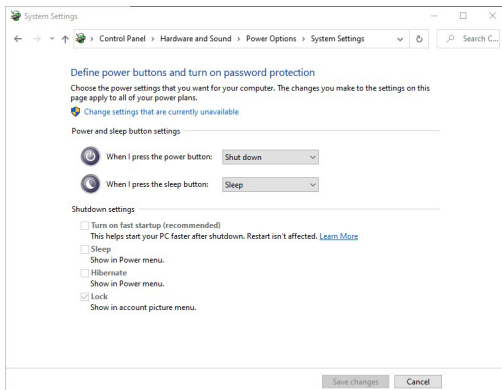 System Settings
Control Panel > Hardware and Sound > Power Options > System Settings
Search C...
Define power buttons and turn on password protection
Choose the power settings that you want for your computer. The changes you make to the settings on this
page apply to all of your power plans.
Change settings that are currently unavailable
Power and sleep button settings
When I press the power button: Shut down
When I press the sleep button: Sleep
Shutdown settings
Turn on fast startup (recommended)
This helps start your PC faster after shutdown. Restart isn't affected. Learn More
Sleep
Show in Power menu.
Hibernate
Show in Power menu.
Lock
Show in account picture menu.
Save changes Cancel